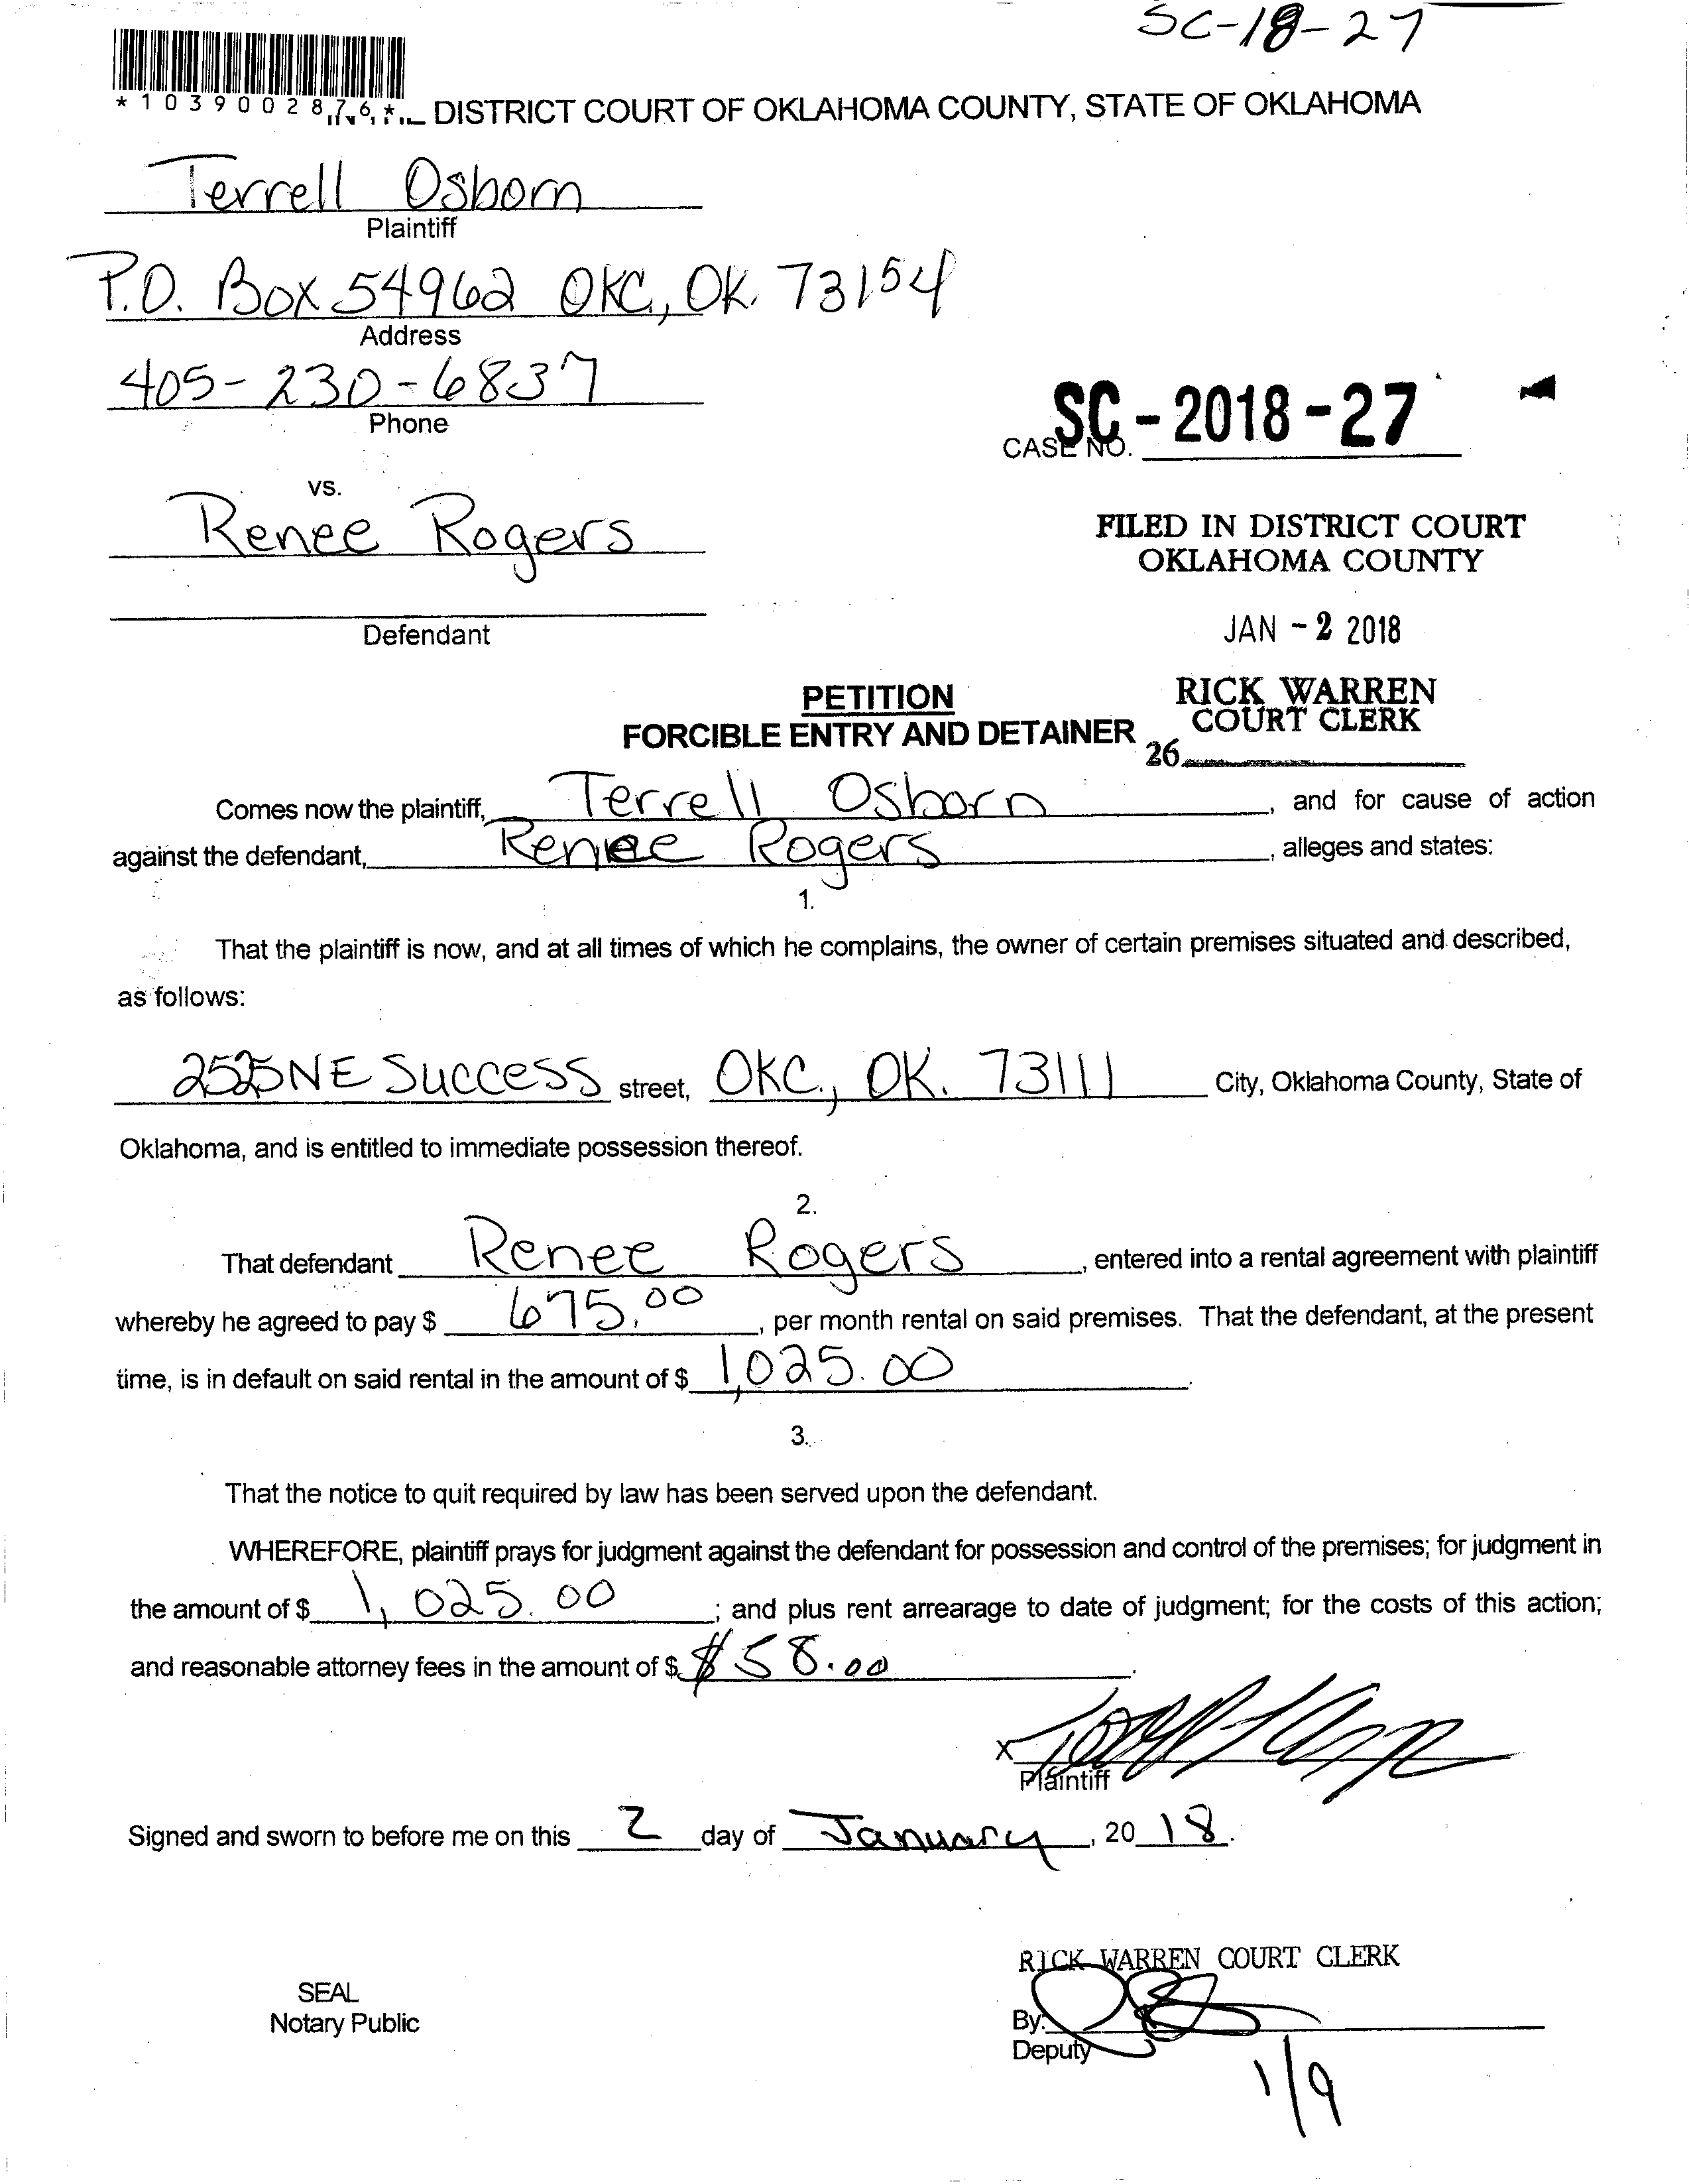 SC-18-27
*1039002876*
DISTRICT COURT OF OKLAHOMA COUNTY, STATE OF OKLAHOMA
Terrell Osborn
Plaintiff
P.O. Box 54962 OKC., OK. 73154
Address
405-230-6837
Phone
CASE NO. SC-2018-27
vs.
Renee Rogers
FILED IN DISTRICT COURT
OKLAHOMA COUNTY
Defendant
JAN - 2 2018
PETITION
RICK WARREN
COURT CLERK
FORCIBLE ENTRY AND DETAINER
26
Comes now the plaintiff, Terrell Osborn, and for cause of action
against the defendant, Renee Rogers, alleges and states:
1.
That the plaintiff is now, and at all times of which he complains, the owner of certain premises situated and described,
as follows:
2525 NE Success street, OKC., OK. 73111 City, Oklahoma County, State of
Oklahoma, and is entitled to immediate possession thereof.
2.
That defendant Renee Rogers, entered into a rental agreement with plaintiff
whereby he agreed to pay $ 675.00, per month rental on said premises. That the defendant, at the present
time, is in default on said rental in the amount of $ 1,025.00.
3.
That the notice to quit required by law has been served upon the defendant.
WHEREFORE, plaintiff prays for judgment against the defendant for possession and control of the premises; for judgment in
the amount of $ 1,025.00; and plus rent arrearage to date of judgment; for the costs of this action;
and reasonable attorney fees in the amount of $ $58.00.
X
Plaintiff
Signed and sworn to before me on this 2 day of January, 2018.
RICK WARREN COURT CLERK
SEAL
Notary Public
By:
Deputy
1/9